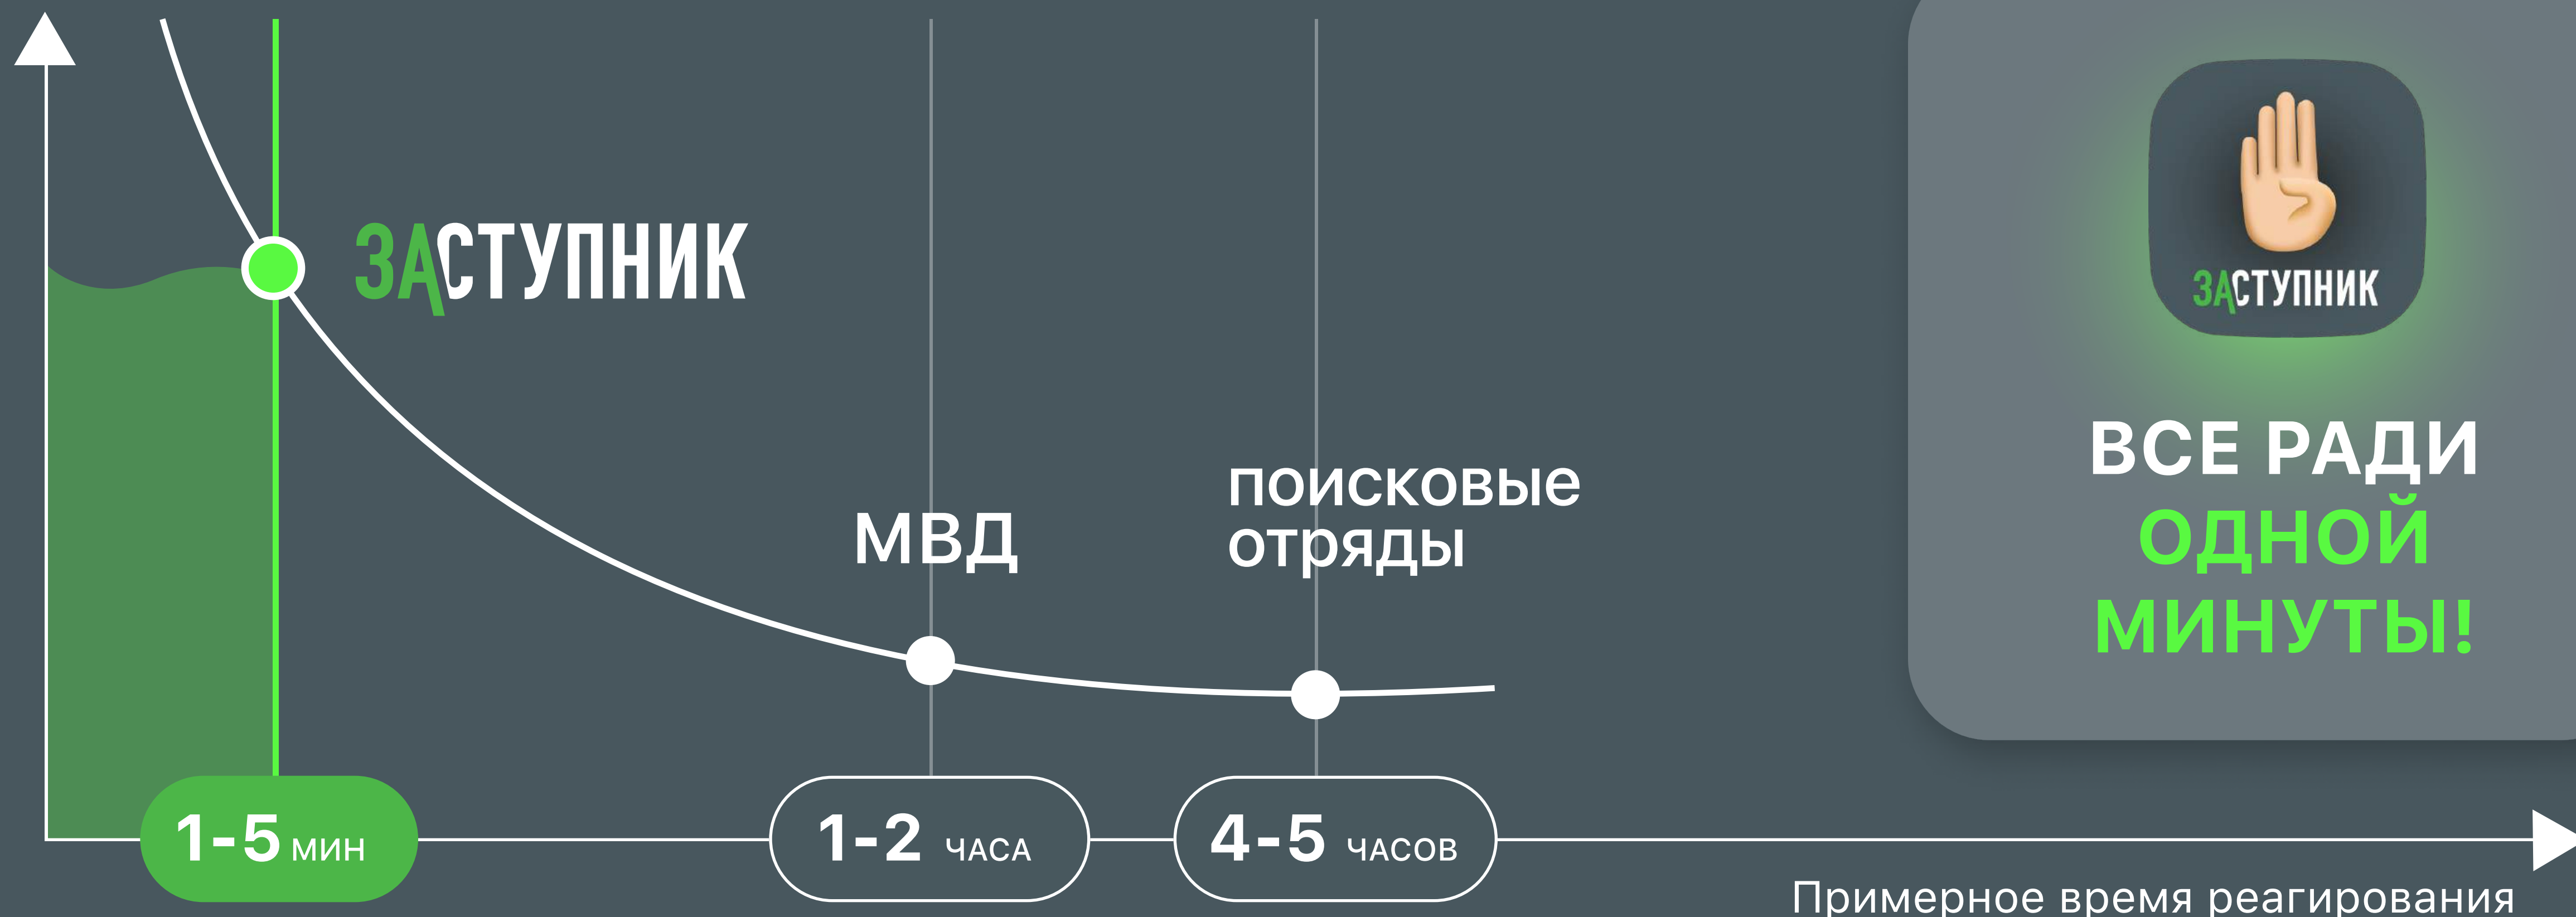 ЗАСТУПНИК
МВД
поисковые
отряды
1-5 мин
1-2 ЧАСА
4-5 ЧАСОВ
Примерное время реагирования
ЗАСТУПНИК
ВСЕ РАДИ
ОДНОЙ
МИНУТЫ!